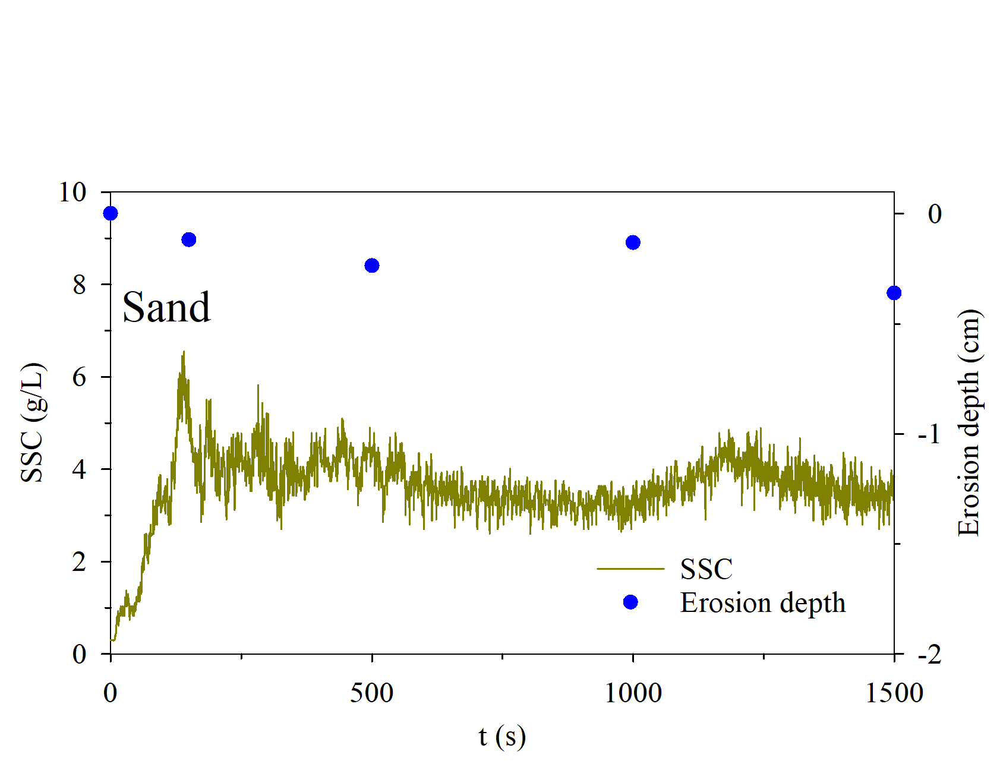 10
8
6
4
2
0
SSC (g/L)
Sand
0
-1
-2
Erosion depth (cm)
SSC
Erosion depth
0 500 1000 1500
t (s)